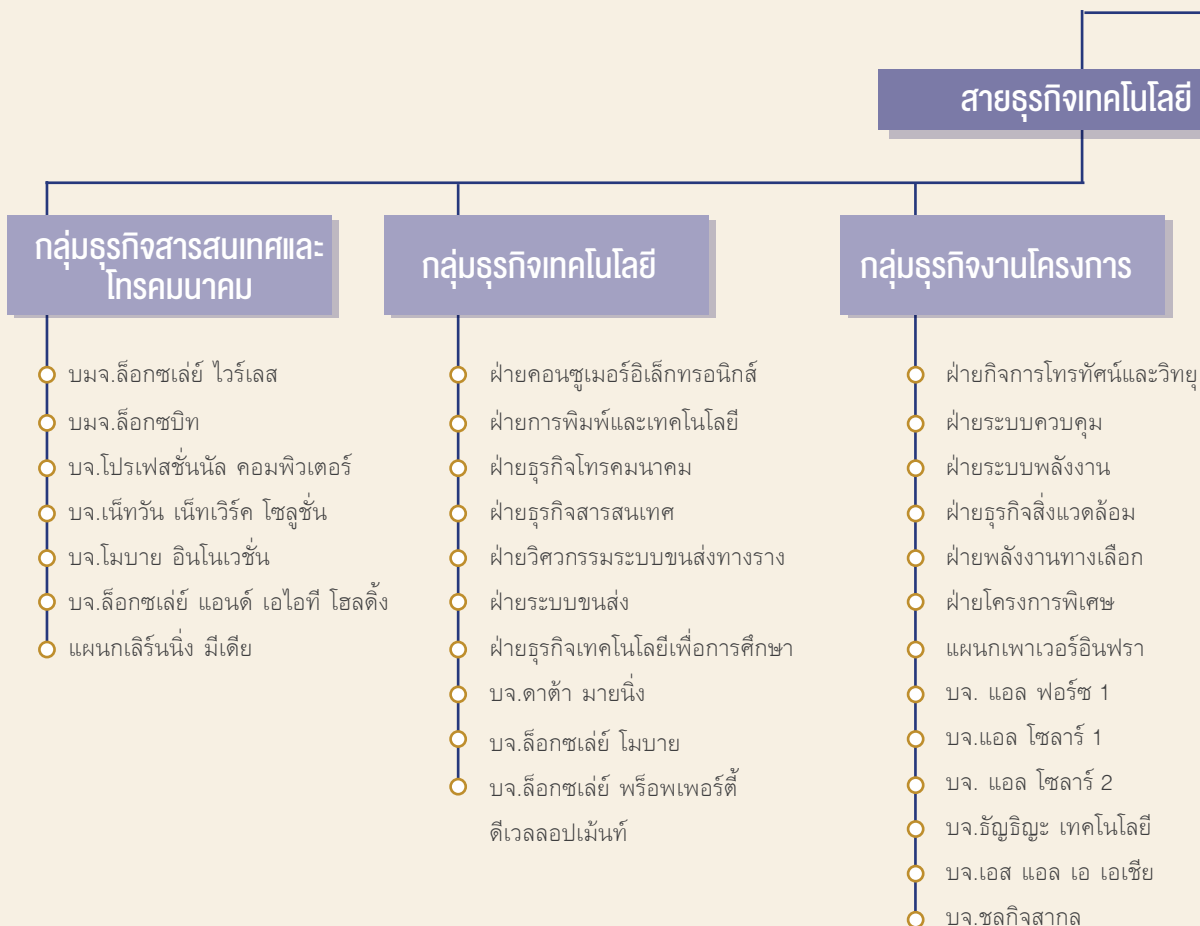 สายธุรกิจเทคโนโลยี
กลุ่มธุรกิจสารสนเทศและ
โทรคมนาคม
บมจ.ล็อกซเล่ย์ ไวร์เลส
บมจ.ล็อกซบิท
บจ.โปรเฟสชั่นนัล คอมพิวเตอร์
บจ.เน็ทวัน เน็ทเวิร์ค โซลูชั่น
บจ.โมบาย อินโนเวชั่น
บจ.ล็อกซเล่ย์ แอนด์ เอไอที โฮลดิ้ง
แผนกเลิร์นนิ่ง มีเดีย
กลุ่มธุรกิจเทคโนโลยี
ฝ่ายคอนซูเมอร์อิเล็กทรอนิกส์
ฝ่ายการพิมพ์และเทคโนโลยี
ฝ่ายธุรกิจโทรคมนาคม
ฝ่ายธุรกิจสารสนเทศ
ฝ่ายวิศวกรรมระบบขนส่งทางราง
ฝ่ายระบบขนส่ง
ฝ่ายธุรกิจเทคโนโลยีเพื่อการศึกษา
บจ.ดาต้า มายนิ่ง
บจ.ล็อกซเล่ย์ โมบาย
บจ.ล็อกซเล่ย์ พร็อพเพอร์ตี้
ดีเวลลอปเม้นท์
กลุ่มธุรกิจงานโครงการ
ฝ่ายกิจการโทรทัศน์และวิทยุ
ฝ่ายระบบควบคุม
ฝ่ายระบบพลังงาน
ฝ่ายธุรกิจสิ่งแวดล้อม
ฝ่ายพลังงานทางเลือก
ฝ่ายโครงการพิเศษ
แผนกเพาเวอร์อินฟรา
บจ. แอล ฟอร์ซ 1
บจ.แอล โซลาร์ 1
บจ. แอล โซลาร์ 2
บจ.ธัญธิญะ เทคโนโลยี
บจ.เอส แอล เอ เอเชีย
บจ.ชลกิจสากล